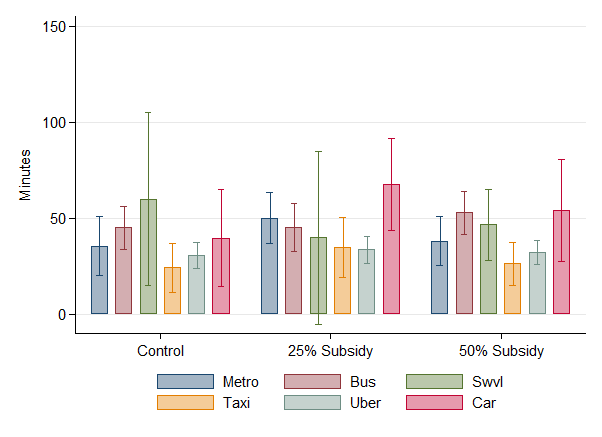 150
100
50
0
Minutes
Control 25% Subsidy 50% Subsidy
Metro Bus Swvl
Taxi Uber Car